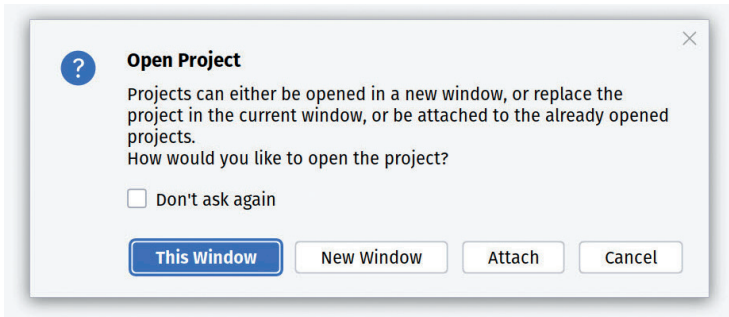 Open Project
Projects can either be opened in a new window, or replace the
project in the current window, or be attached to the already opened
projects.
How would you like to open the project?
Don't ask again
This Window
New Window
Attach
Cancel